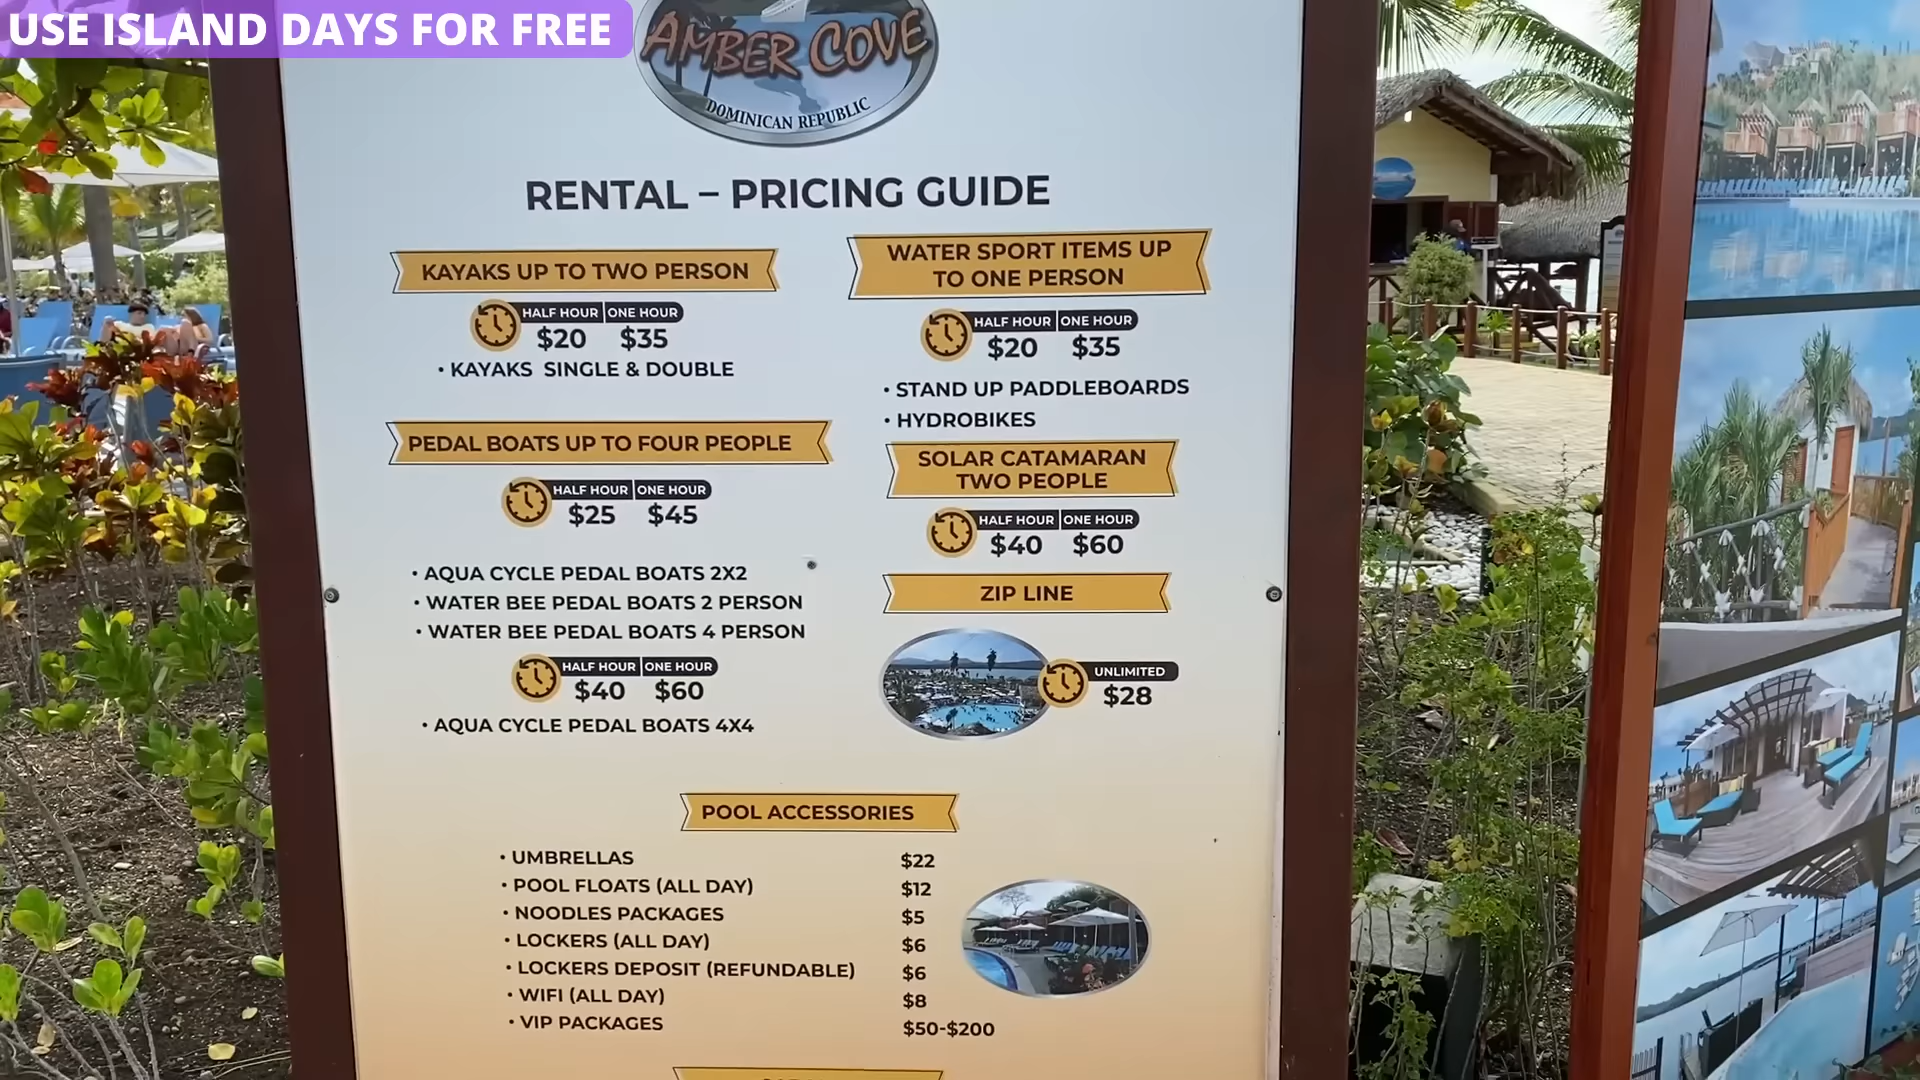 USE ISLAND DAYS FOR FREE
AMBER COVE
DOMINICAN REPUBLIC
RENTAL – PRICING GUIDE
KAYAKS UP TO TWO PERSON
HALF HOUR ONE HOUR
$20 $35
• KAYAKS SINGLE & DOUBLE
PEDAL BOATS UP TO FOUR PEOPLE
HALF HOUR ONE HOUR
$25 $45
• AQUA CYCLE PEDAL BOATS 2X2
• WATER BEE PEDAL BOATS 2 PERSON
• WATER BEE PEDAL BOATS 4 PERSON
HALF HOUR ONE HOUR
$40 $60
• AQUA CYCLE PEDAL BOATS 4X4
WATER SPORT ITEMS UP
TO ONE PERSON
HALF HOUR ONE HOUR
$20 $35
• STAND UP PADDLEBOARDS
• HYDROBIKES
SOLAR CATAMARAN
TWO PEOPLE
HALF HOUR ONE HOUR
$40 $60
ZIP LINE
UNLIMITED
$28
POOL ACCESSORIES
• UMBRELLAS $22
• POOL FLOATS (ALL DAY) $12
• NOODLES PACKAGES $5
• LOCKERS (ALL DAY) $6
• LOCKERS DEPOSIT (REFUNDABLE) $6
• WIFI (ALL DAY) $8
• VIP PACKAGES $50-$200